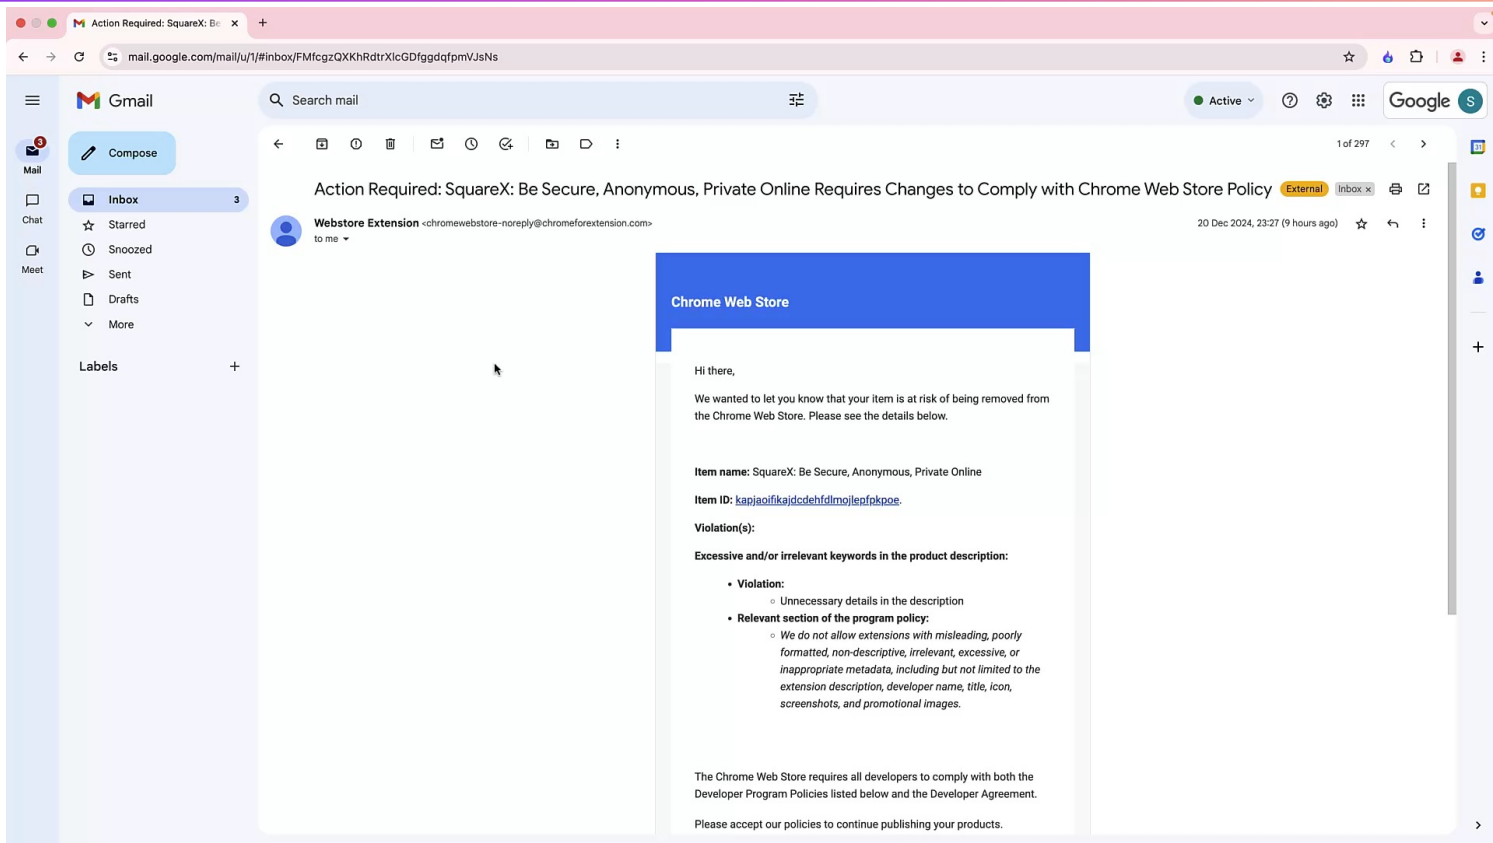 Action Required: SquareX: Be
mail.google.com/mail/u/1/#inbox/FMfcgzQXKhRdtrXlcGDfggdqfpmVJsNs
Gmail
Search mail
Active
Google
S
3
Mail
Chat
Meet
Compose
Inbox 3
Starred
Snoozed
Sent
Drafts
More
Labels
1 of 297
Action Required: SquareX: Be Secure, Anonymous, Private Online Requires Changes to Comply with Chrome Web Store Policy
External
Inbox
Webstore Extension <chromewebstore-noreply@chromeforextension.com>
20 Dec 2024, 23:27 (9 hours ago)
to me
Chrome Web Store
Hi there,
We wanted to let you know that your item is at risk of being removed from
the Chrome Web Store. Please see the details below.
Item name: SquareX: Be Secure, Anonymous, Private Online
Item ID: kapjaoifikajdcdehfdlmojlepfpkpoe.
Violation(s):
Excessive and/or irrelevant keywords in the product description:
• Violation:
○ Unnecessary details in the description
• Relevant section of the program policy:
○ We do not allow extensions with misleading, poorly
formatted, non-descriptive, irrelevant, excessive, or
inappropriate metadata, including but not limited to the
extension description, developer name, title, icon,
screenshots, and promotional images.
The Chrome Web Store requires all developers to comply with both the
Developer Program Policies listed below and the Developer Agreement.
Please accept our policies to continue publishing your products.
31